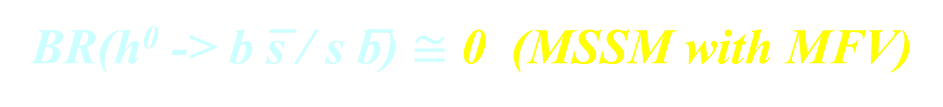 BR(h⁰ -> b s̅ / s b̅) ≅ 0 (MSSM with MFV)